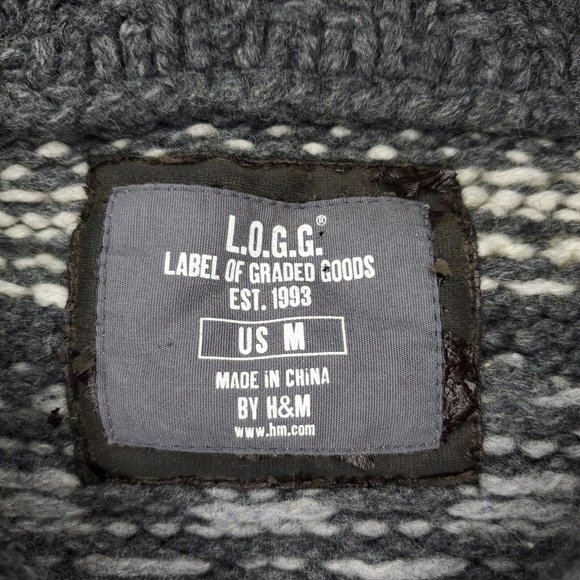 L.O.G.G.®
LABEL OF GRADED GOODS
EST. 1993
US M
MADE IN CHINA
BY H&M
www.hm.com